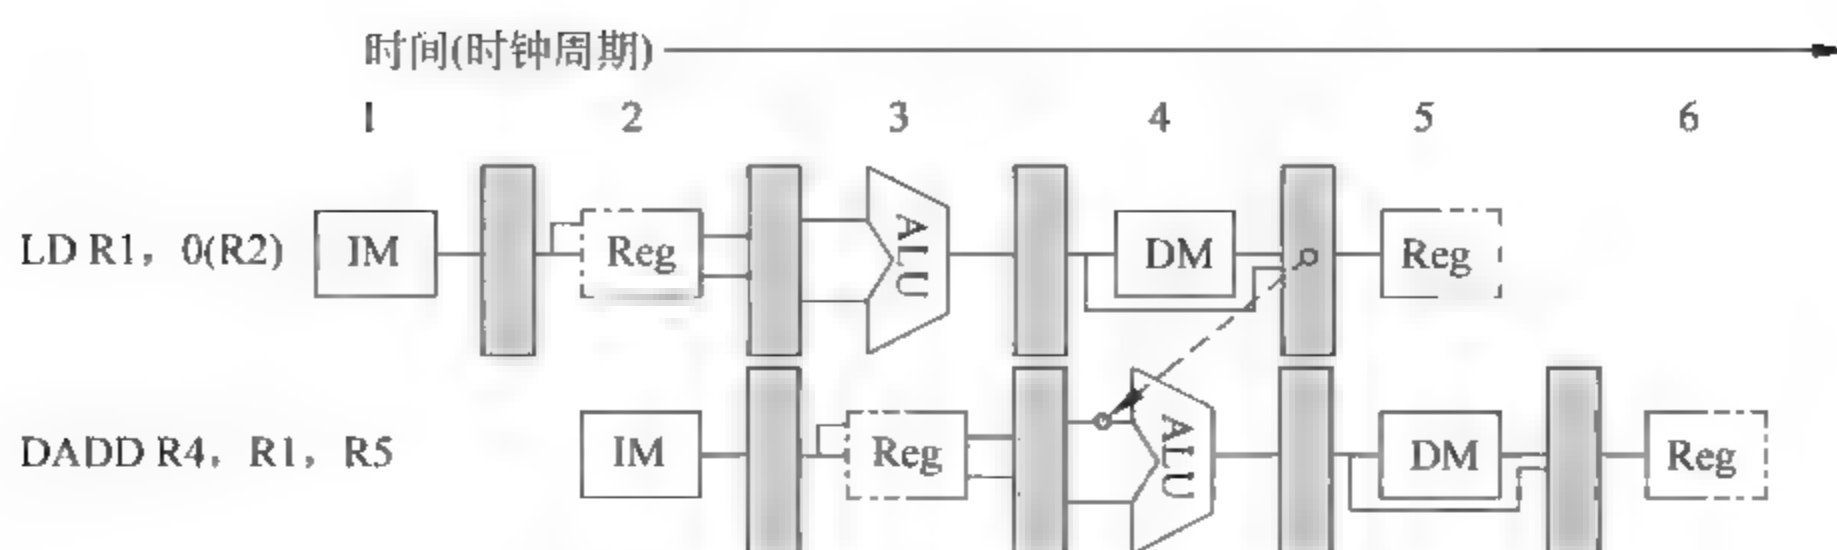 时间(时钟周期)
1 2 3 4 5 6
LD R1, 0(R2) IM Reg ALU DM Reg
DADD R4, R1, R5 IM Reg ALU DM Reg